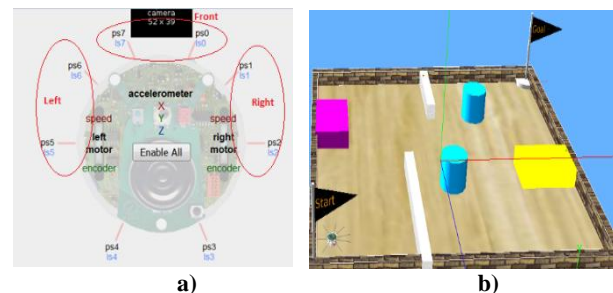 camera
52 x 39
Front
ps7
ps0
ls7
ls0
ps6
ls6
ps1
ls1
Left
accelerometer
Right
X
speed
Y
speed
ps5
ls5
left
motor
Z
right
motor
ps2
ls2
Enable All
encoder
encoder
ps4
ls4
ps3
ls3
Goal
Start
a)
b)